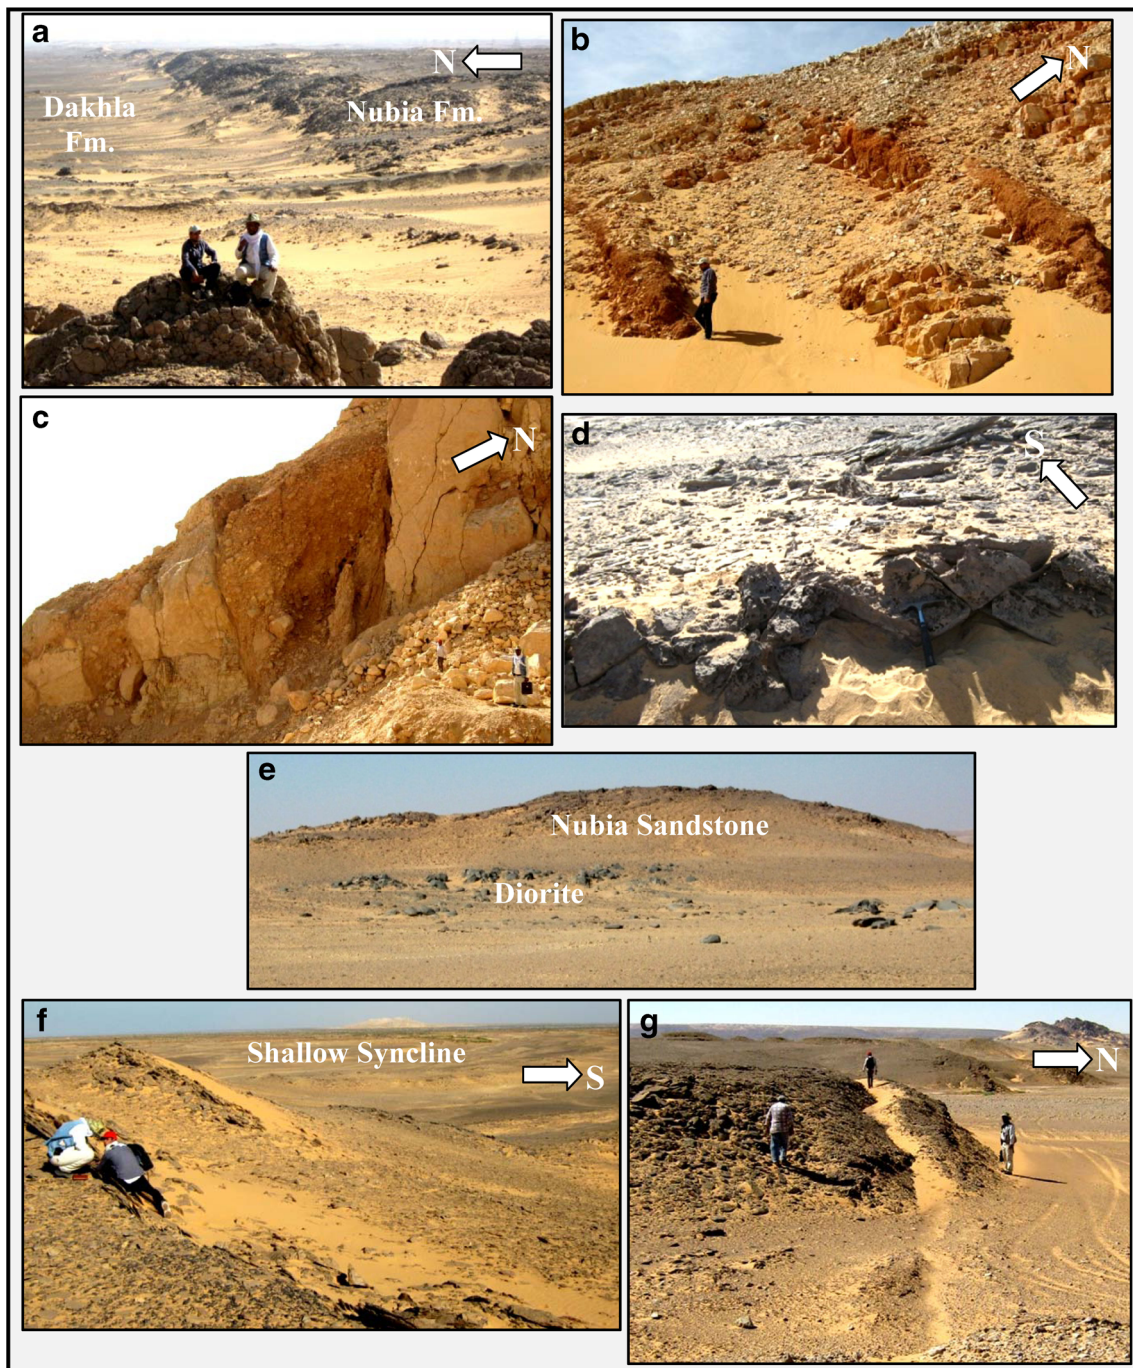 a
N
Dakhla
Fm.
Nubia Fm.
b
N
c
N
d
S
e
Nubia Sandstone
Diorite
f
Shallow Syncline
S
g
N